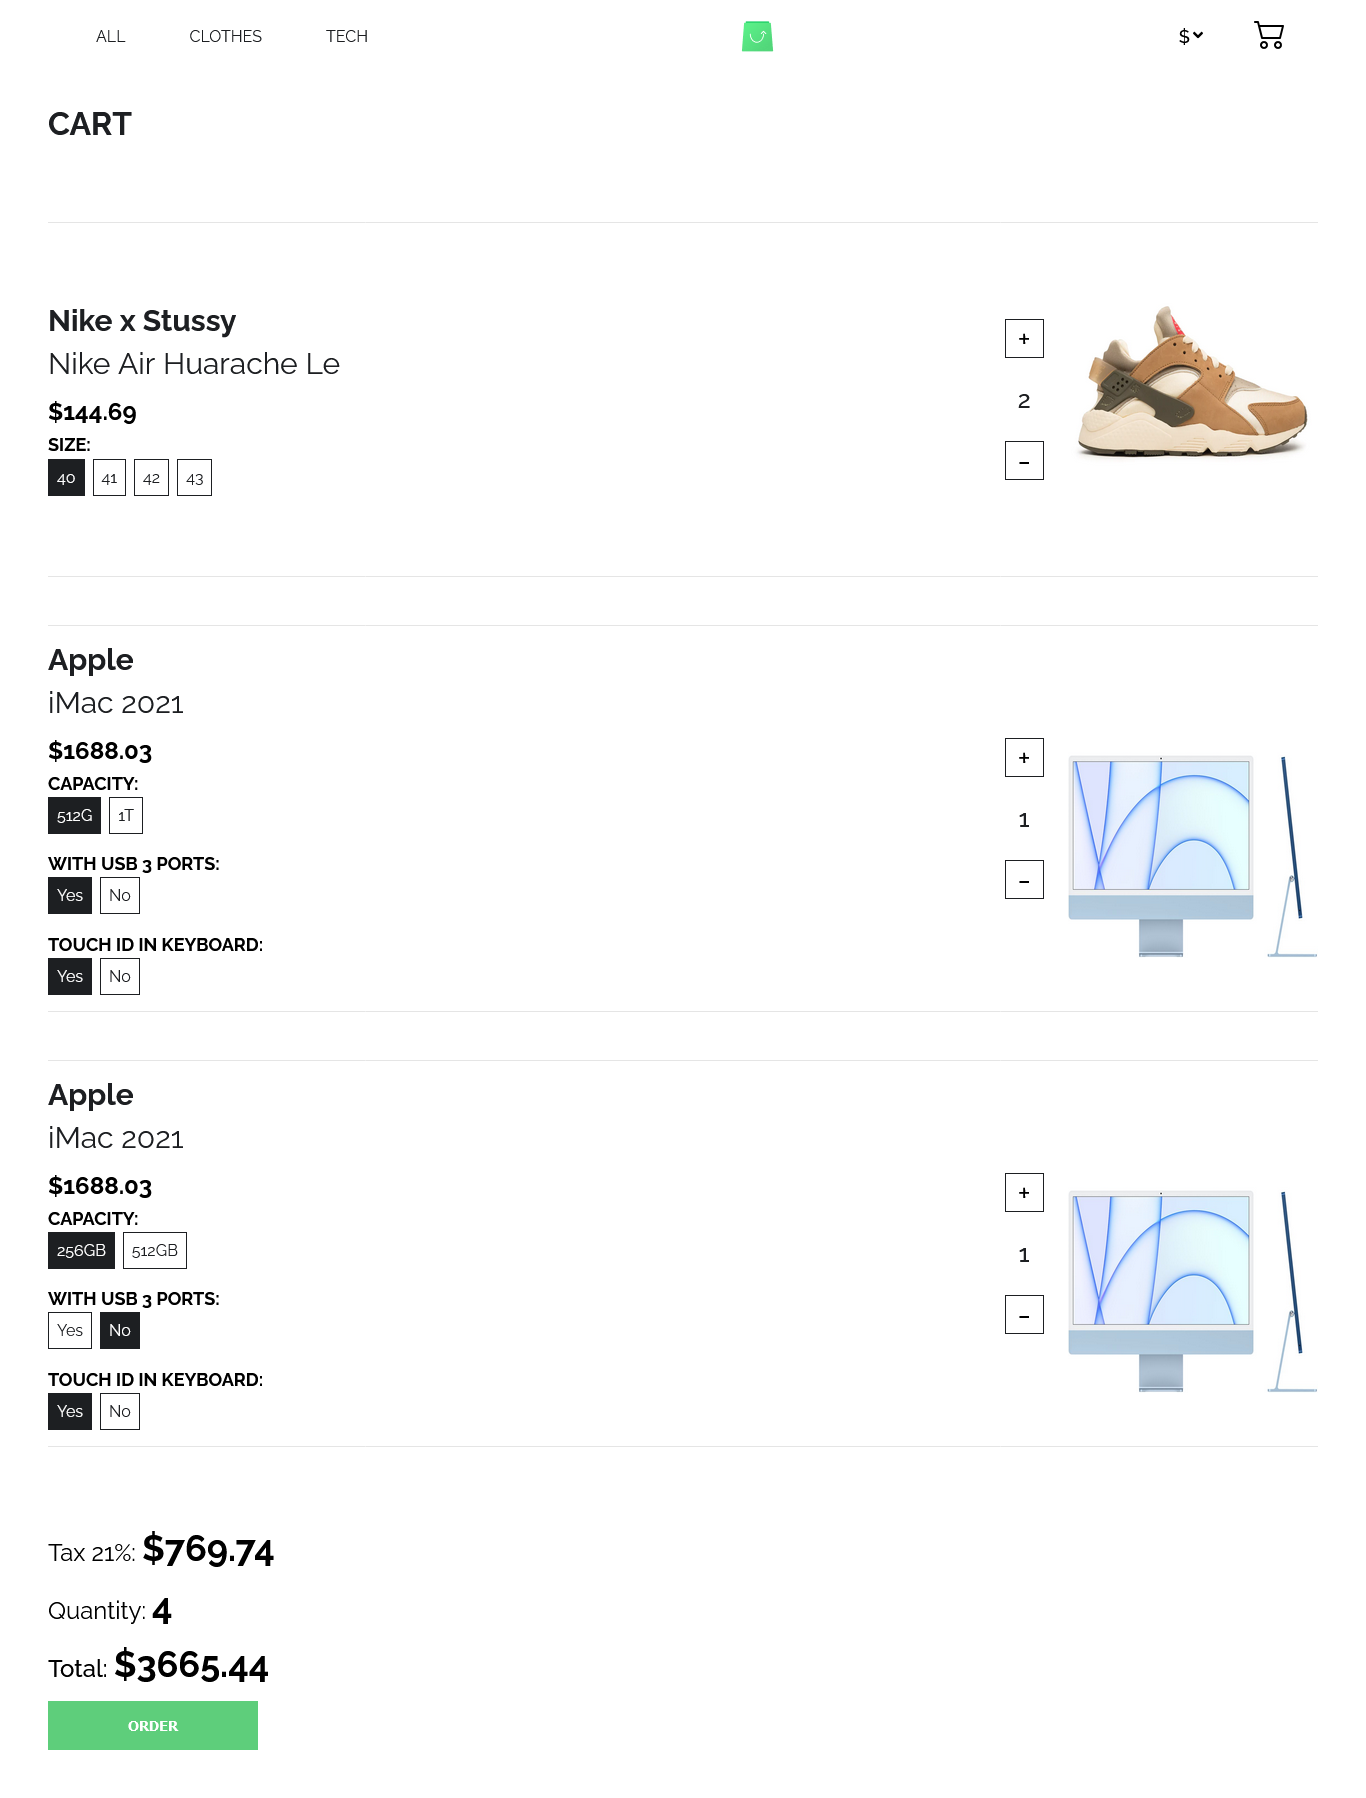 ALL CLOTHES TECH $
CART
Nike x Stussy
Nike Air Huarache Le
$144.69
SIZE:
40 41 42 43
+
2
-
Apple
iMac 2021
$1688.03
CAPACITY:
512G 1T
WITH USB 3 PORTS:
Yes No
TOUCH ID IN KEYBOARD:
Yes No
+
1
-
Apple
iMac 2021
$1688.03
CAPACITY:
256GB 512GB
WITH USB 3 PORTS:
Yes No
TOUCH ID IN KEYBOARD:
Yes No
+
1
-
Tax 21%: $769.74
Quantity: 4
Total: $3665.44
ORDER